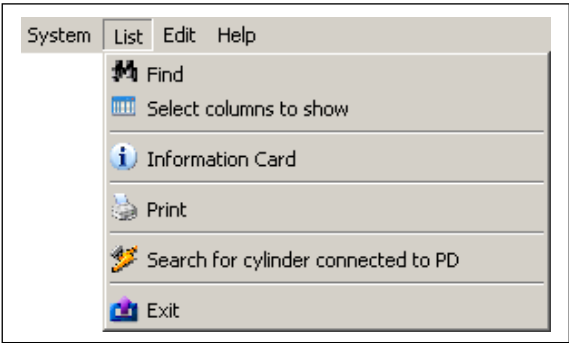 System List Edit Help
Find
Select columns to show
Information Card
Print
Search for cylinder connected to PD
Exit